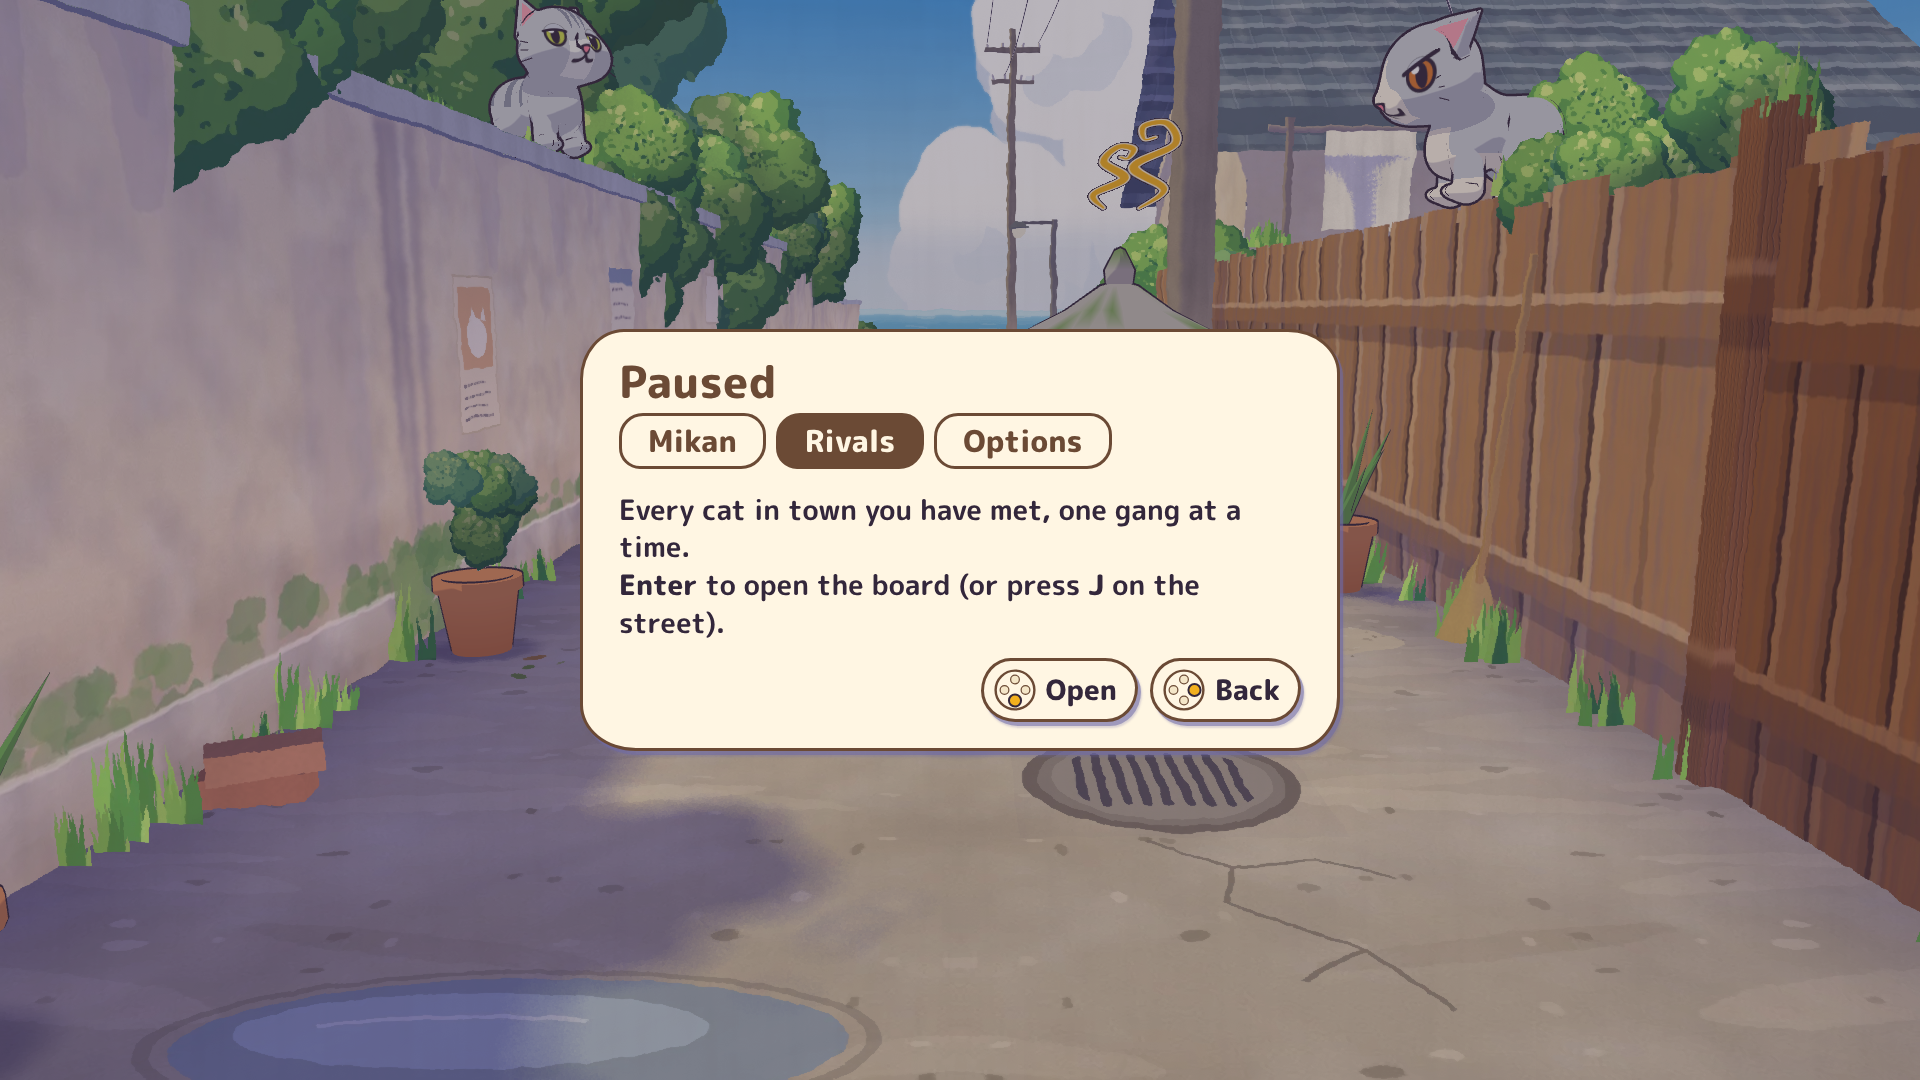 Paused
Mikan
Rivals
Options
Every cat in town you have met, one gang at a
time.
Enter to open the board (or press J on the
street).
Open
Back